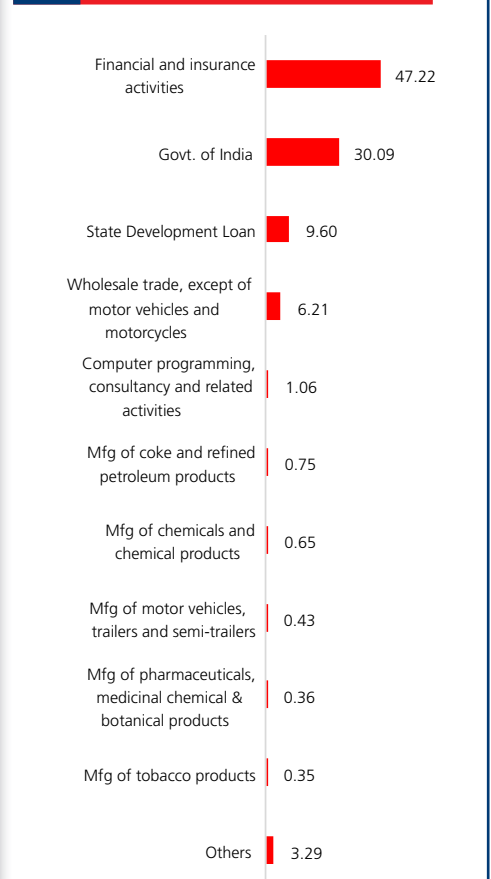 Financial and insurance
activities
47.22
Govt. of India
30.09
State Development Loan
9.60
Wholesale trade, except of
motor vehicles and
motorcycles
6.21
Computer programming,
consultancy and related
activities
1.06
Mfg of coke and refined
petroleum products
0.75
Mfg of chemicals and
chemical products
0.65
Mfg of motor vehicles,
trailers and semi-trailers
0.43
Mfg of pharmaceuticals,
medicinal chemical &
botanical products
0.36
Mfg of tobacco products
0.35
Others
3.29